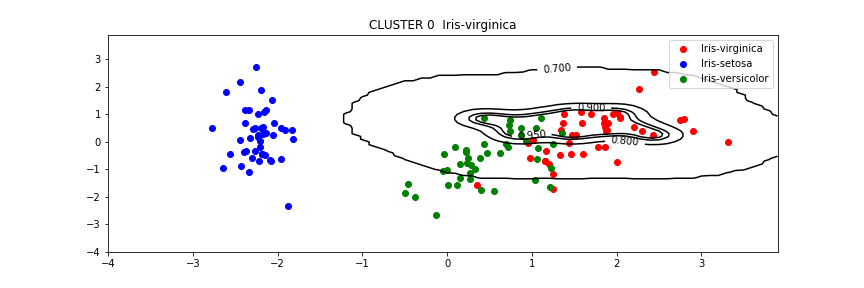 CLUSTER 0  Iris-virginica
Iris-virginica
Iris-setosa
Iris-versicolor
0.700
0.900
0.950
0.800
3
2
1
0
−1
−2
−3
−4
−4 −3 −2 −1 0 1 2 3